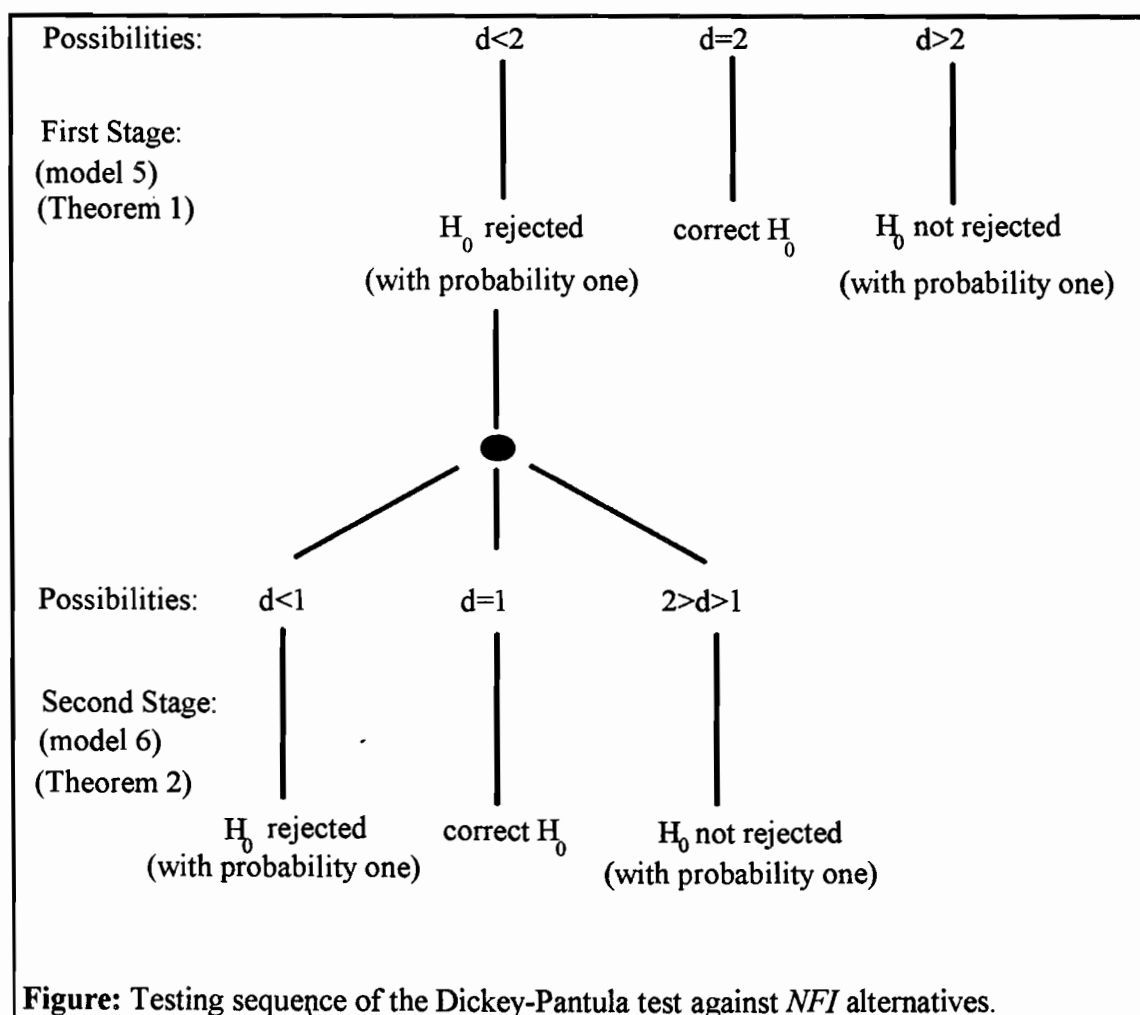 Possibilities: d<2 d=2 d>2
First Stage:
(model 5)
(Theorem 1)
H₀ rejected correct H₀ H₀ not rejected
(with probability one) (with probability one)
Possibilities: d<1 d=1 2>d>1
Second Stage:
(model 6)
(Theorem 2)
H₀ rejected correct H₀ H₀ not rejected
(with probability one) (with probability one)
Figure: Testing sequence of the Dickey-Pantula test against NFI alternatives.